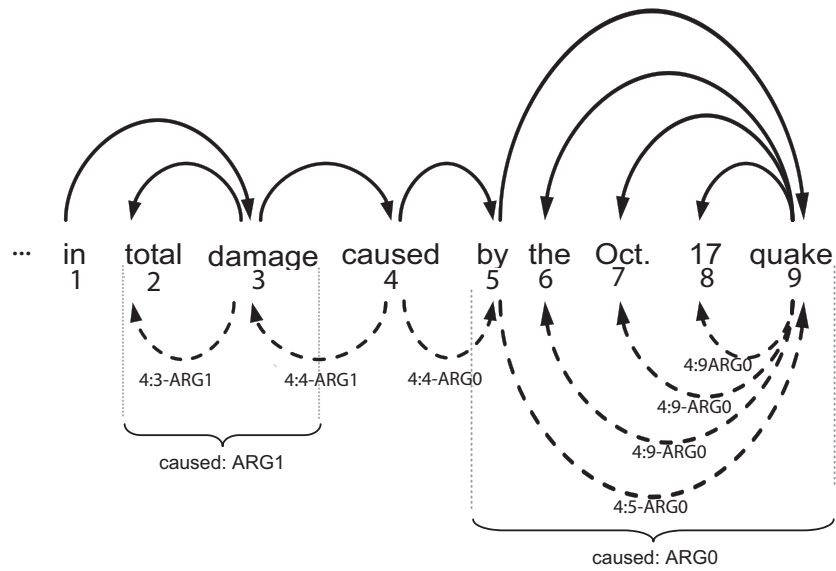 ... in total damage caused by the Oct. 17 quake
1 2 3 4 5 6 7 8 9
4:3-ARG1 4:4-ARG1 4:4-ARG0 4:9ARG0
4:9-ARG0
4:9-ARG0
caused: ARG1
4:5-ARG0
caused: ARG0